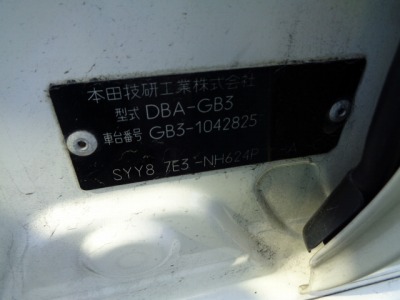 本田技研工業株式会社
型式 DBA-GB3
車台番号 GB3-1042825
SYY8 7E3 -NH624P